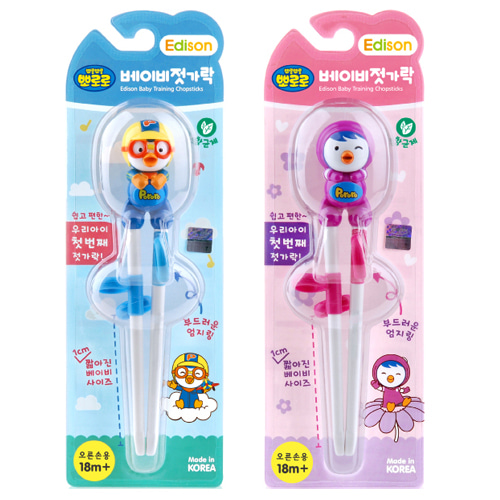 Edison
뽀롱뽀롱
뽀로로
베이비젓가락
Edison Baby Training Chopsticks
항균제
Pororo
쉽고 편한~
우리아이
첫 번째
젓가락!
부드러운
엄지링
1cm
짧아진
베이비
사이즈
오른손용
18m+
Made in
KOREA
Edison
뽀롱뽀롱
뽀로로
베이비젓가락
Edison Baby Training Chopsticks
항균제
Pororo
쉽고 편한~
우리아이
첫 번째
젓가락!
부드러운
엄지링
1cm
짧아진
베이비
사이즈
오른손용
18m+
Made in
KOREA